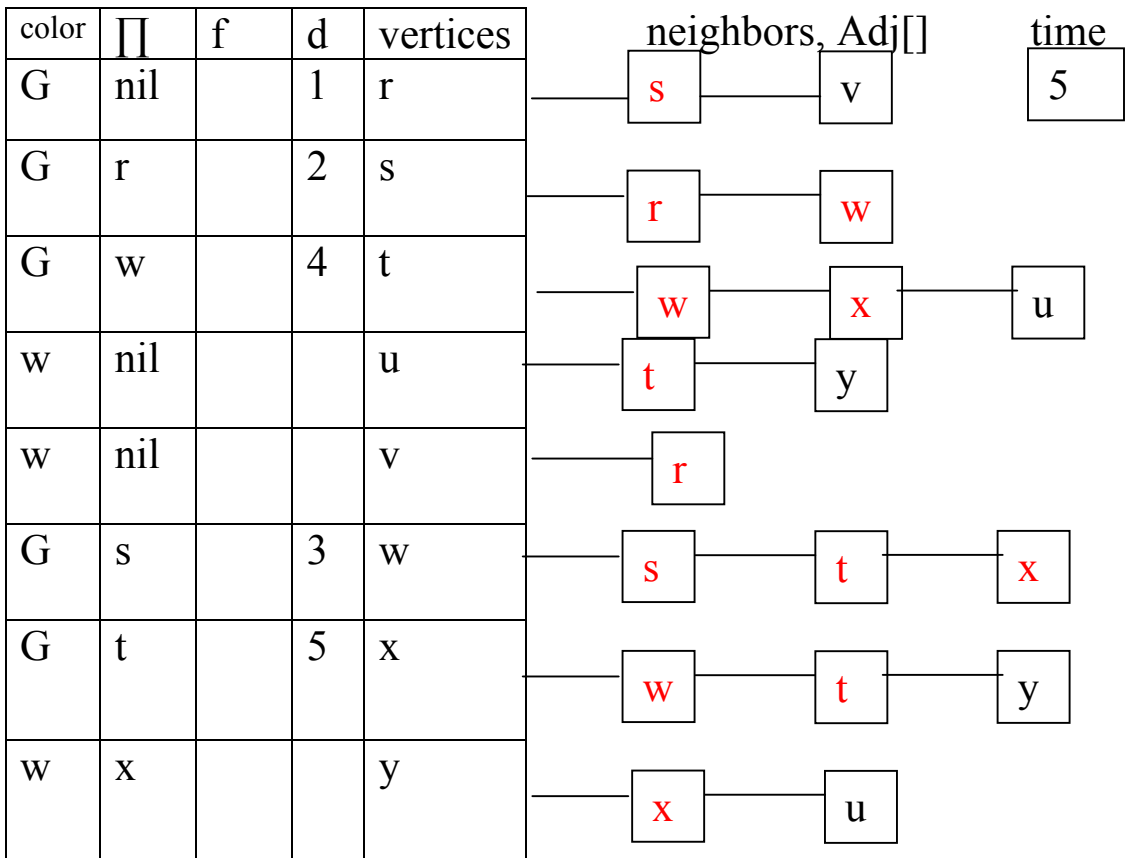 color ∏ f d vertices neighbors, Adj[] time
G nil 1 r s v 5
G r 2 s r w
G w 4 t w x u
w nil u t y
w nil v r
G s 3 w s t x
G t 5 x w t y
w x y x u